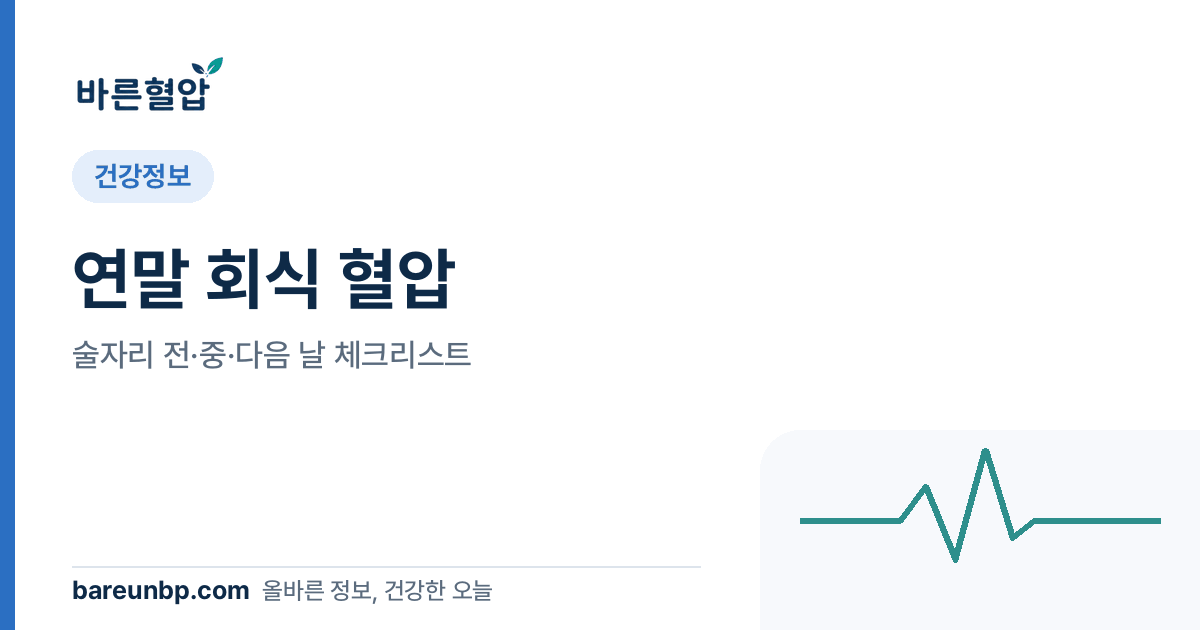 바른혈압
건강정보
연말 회식 혈압
술자리 전·중·다음 날 체크리스트
bareunbp.com 올바른 정보, 건강한 오늘